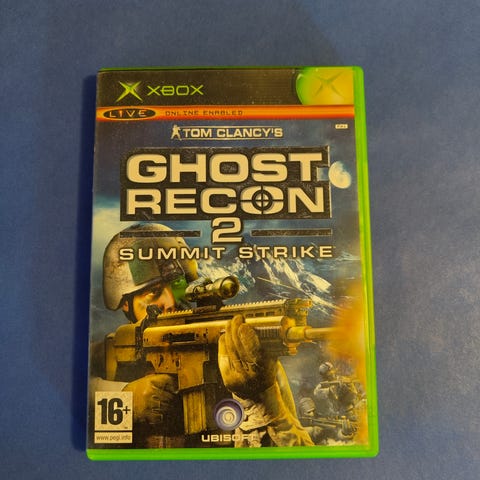 XBOX
LIVE ONLINE ENABLED
TOM CLANCY'S
GHOST
RECON
2
SUMMIT STRIKE
16+
www.pegi.info
UBISOFT